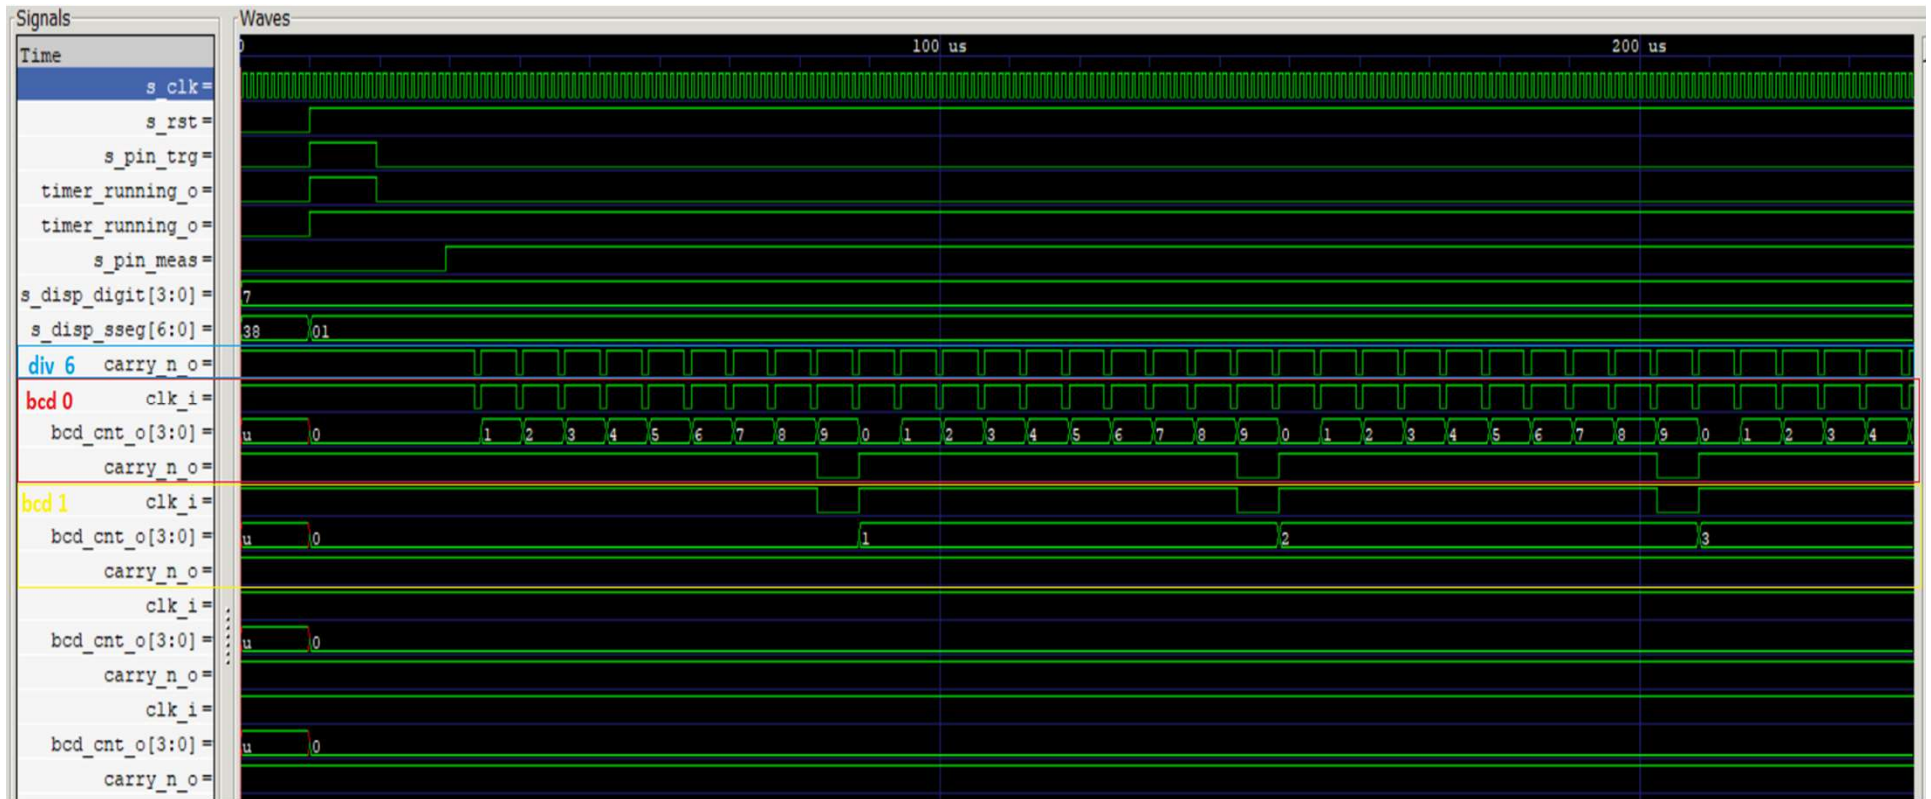 Signals Waves
Time 0 100 us 200 us
s_clk=
s_rst=
s_pin_trg=
timer_running_o=
timer_running_o=
s_pin_meas=
s_disp_digit[3:0]= 7
s_disp_sseg[6:0]= 38 01
div 6 carry_n_o=
bcd 0 clk_i=
bcd_cnt_o[3:0]= u 0 1 2 3 4 5 6 7 8 9 0 1 2 3 4 5 6 7 8 9 0 1 2 3 4 5 6 7 8 9 0 1 2 3 4
carry_n_o=
bcd 1 clk_i=
bcd_cnt_o[3:0]= u 0 1 2 3
carry_n_o=
clk_i=
bcd_cnt_o[3:0]= u 0
carry_n_o=
clk_i=
bcd_cnt_o[3:0]= u 0
carry_n_o=